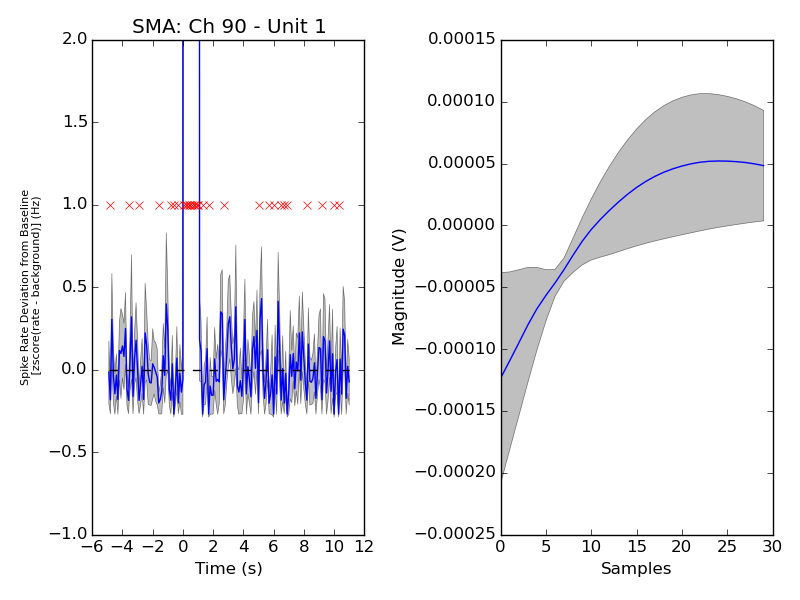 SMA: Ch 90 - Unit 1
2.0
1.5
1.0
0.5
0.0
−0.5
−1.0
−6 −4 −2 0 2 4 6 8 10 12
Time (s)
Spike Rate Deviation from Baseline
[zscore(rate - background)] (Hz)
0.00015
0.00010
0.00005
0.00000
−0.00005
−0.00010
−0.00015
−0.00020
−0.00025
0 5 10 15 20 25 30
Samples
Magnitude (V)